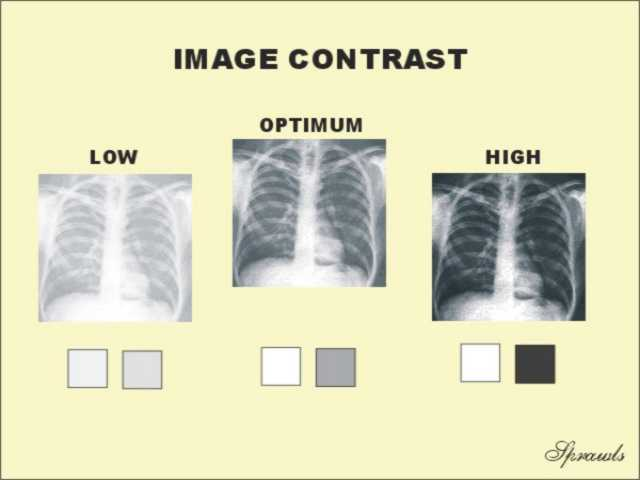 IMAGE CONTRAST
OPTIMUM
LOW
HIGH
Sprawls